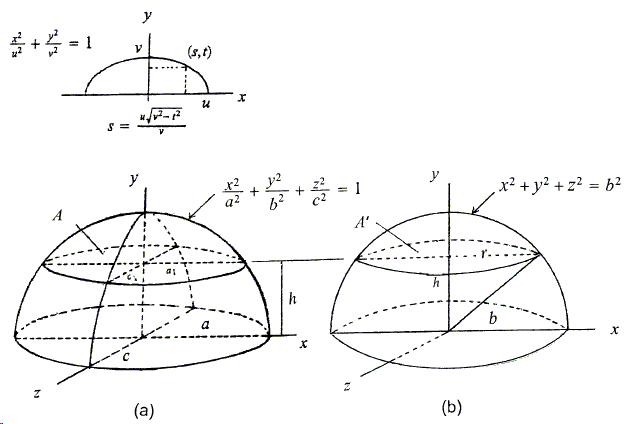 y
x²/u² + y²/v² = 1
v
(s, t)
u
x
s = u√(v² − t²)/v
y
x²/a² + y²/b² + z²/c² = 1
A
a₁
c₁
h
a
c
x
z
(a)
y
x² + y² + z² = b²
A′
r
h
b
x
z
(b)